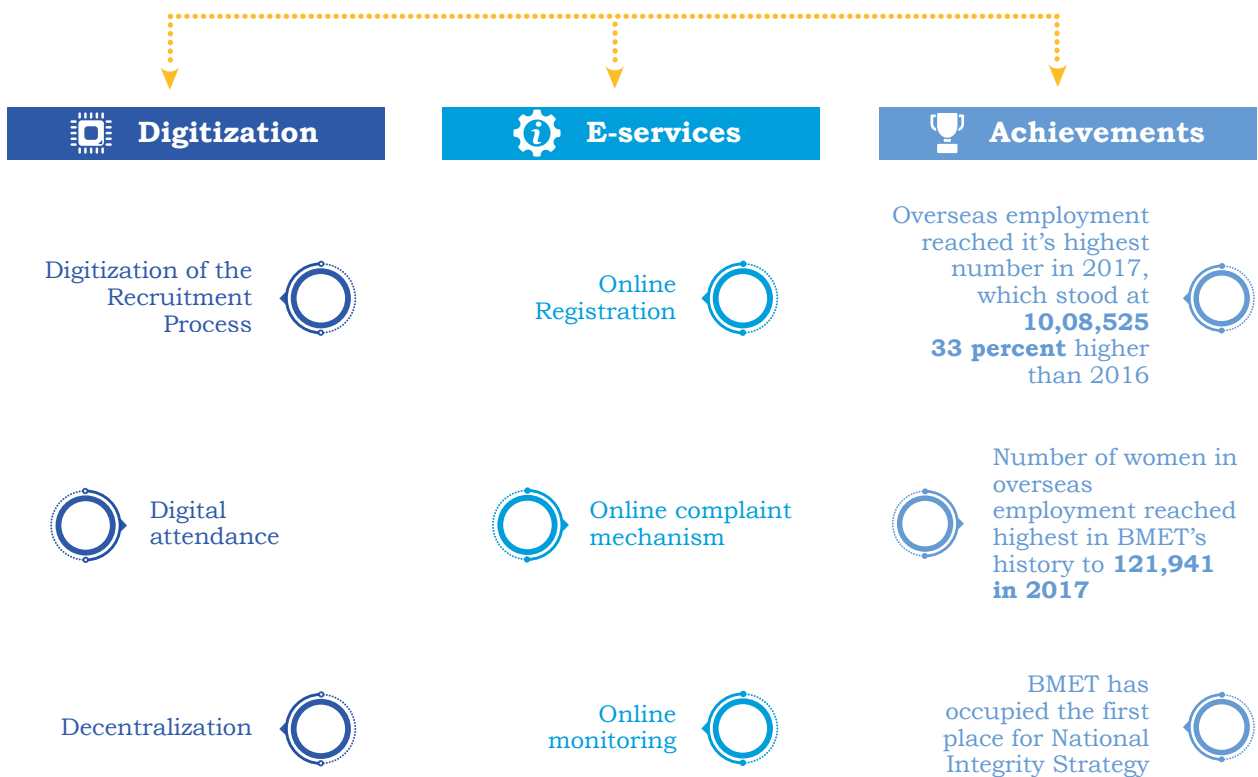 Digitization
Digitization of the
Recruitment
Process
Digital
attendance
Decentralization
E-services
Online
Registration
Online complaint
mechanism
Online
monitoring
Achievements
Overseas employment
reached it’s highest
number in 2017,
which stood at
10,08,525
33 percent higher
than 2016
Number of women in
overseas
employment reached
highest in BMET’s
history to 121,941
in 2017
BMET has
occupied the first
place for National
Integrity Strategy